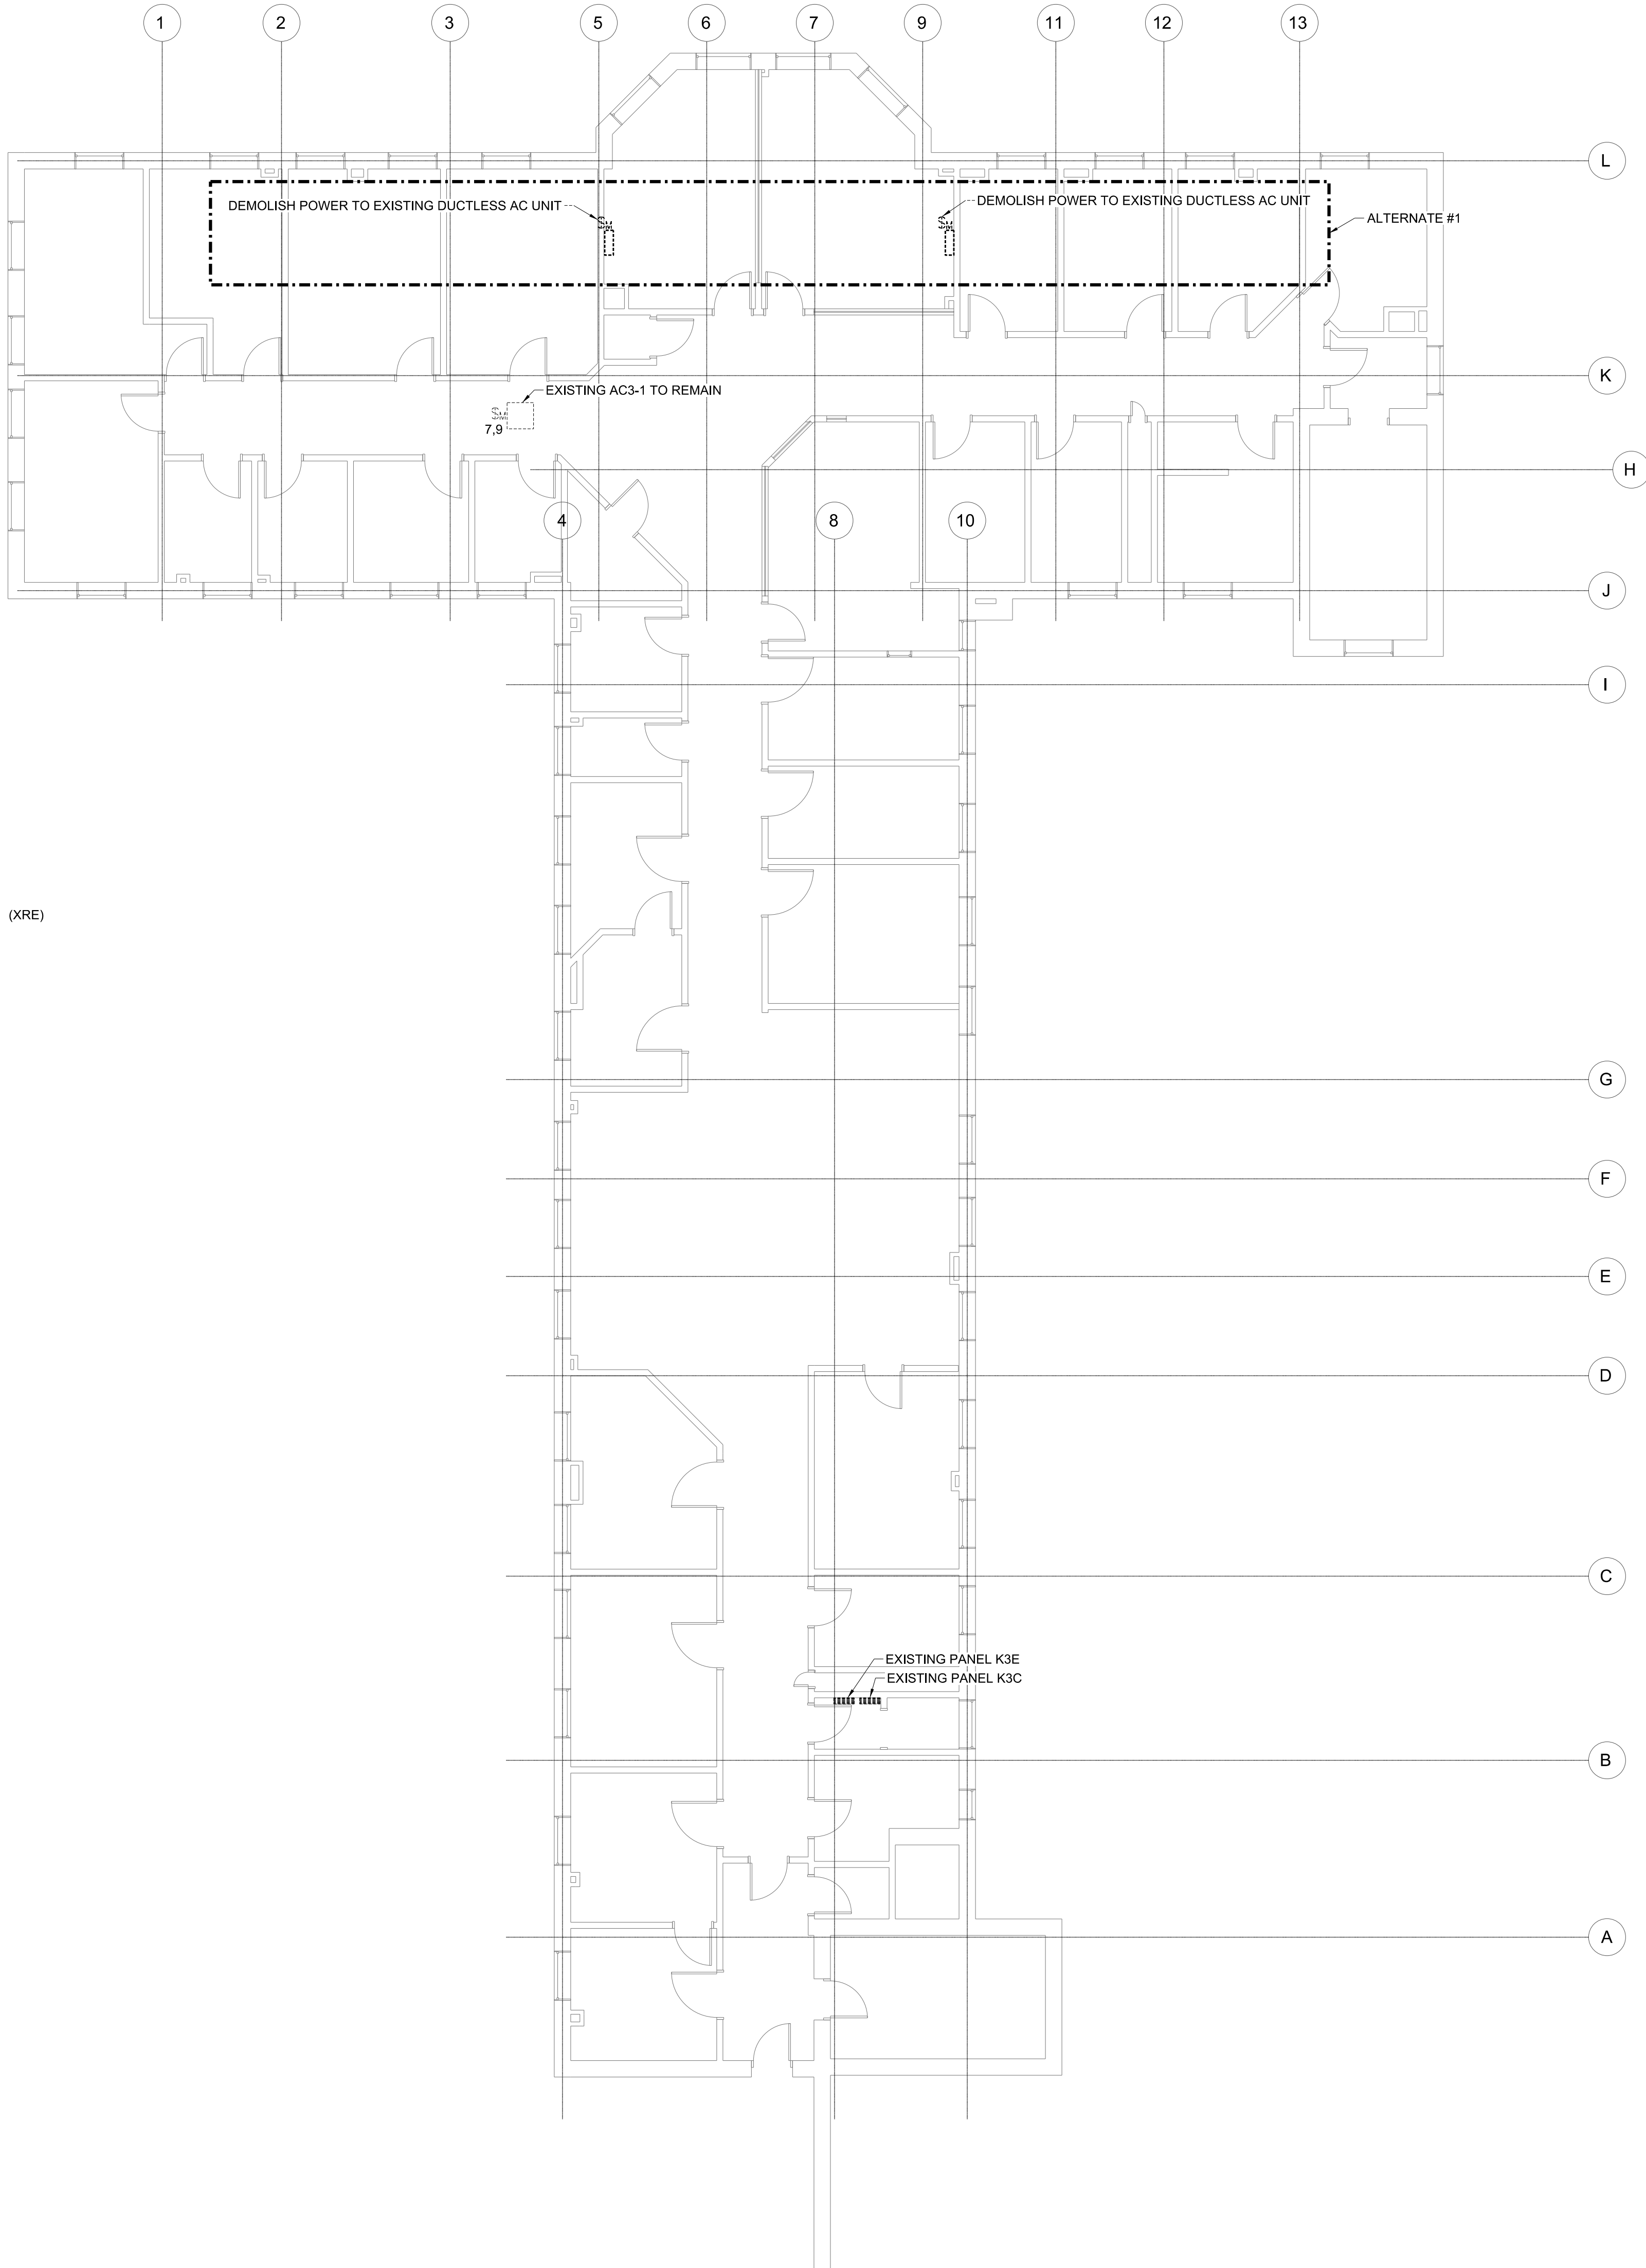 1 2 3 5 6 7 9 11 12 13
L
DEMOLISH POWER TO EXISTING DUCTLESS AC UNIT
DEMOLISH POWER TO EXISTING DUCTLESS AC UNIT
ALTERNATE #1
K
EXISTING AC3-1 TO REMAIN
7,9
H
4 8 10
J
I
(XRE)
G
F
E
D
C
EXISTING PANEL K3E
EXISTING PANEL K3C
B
A